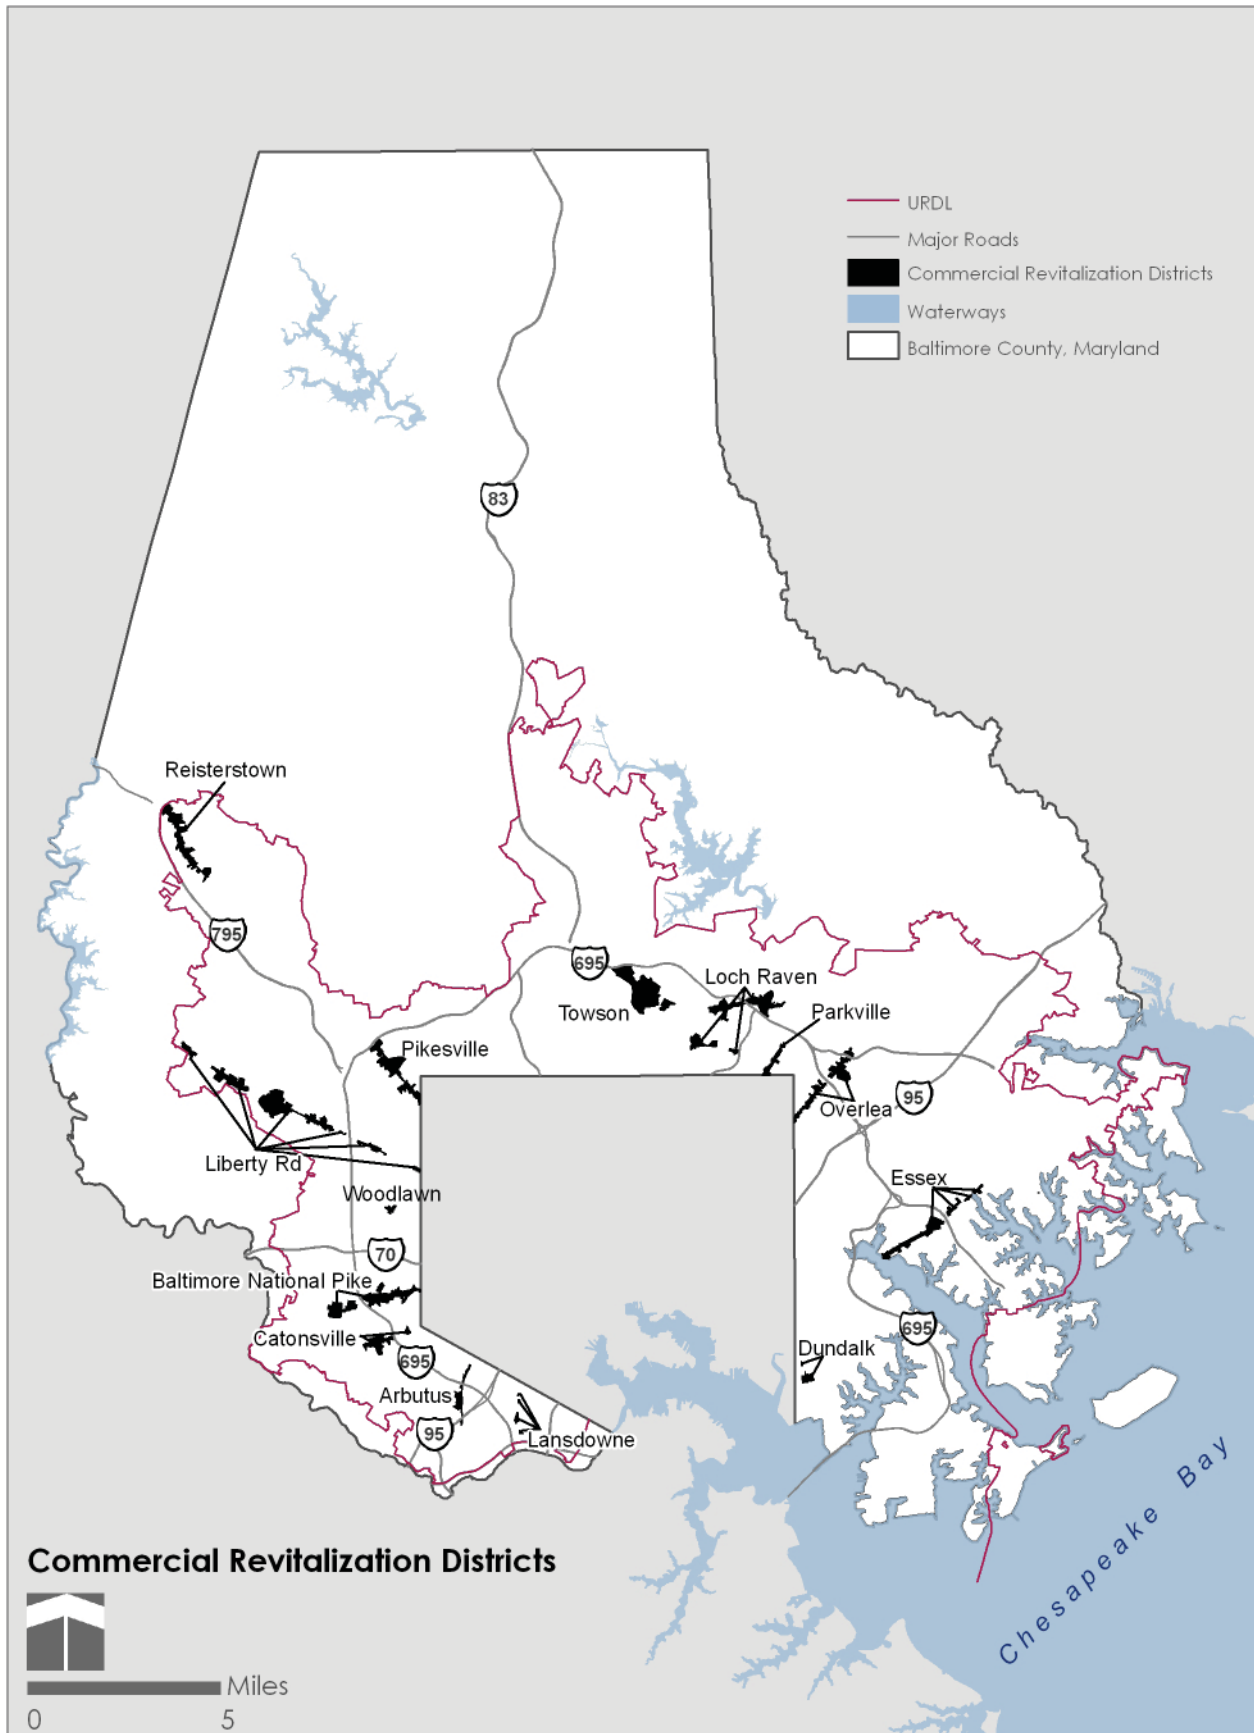 URDL
Major Roads
Commercial Revitalization Districts
Waterways
Baltimore County, Maryland
83
Reisterstown
795
695
Loch Raven
Towson
Parkville
Pikesville
95
Overlea
Liberty Rd
Essex
Woodlawn
70
Baltimore National Pike
695
Catonsville
Dundalk
695
Arbutus
95
Lansdowne
Chesapeake Bay
Commercial Revitalization Districts
Miles
0 5